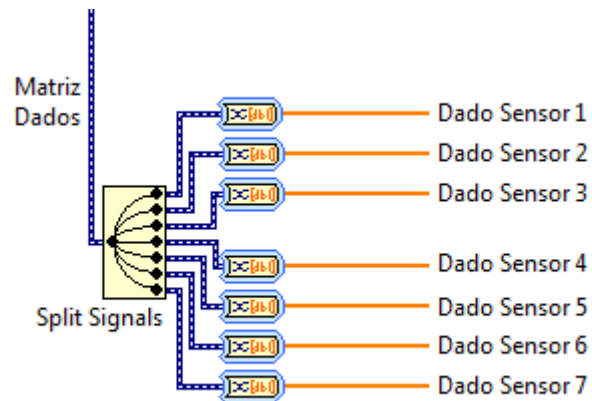 Matriz
Dados
Dado Sensor 1
Dado Sensor 2
Dado Sensor 3
Dado Sensor 4
Dado Sensor 5
Dado Sensor 6
Dado Sensor 7
Split Signals